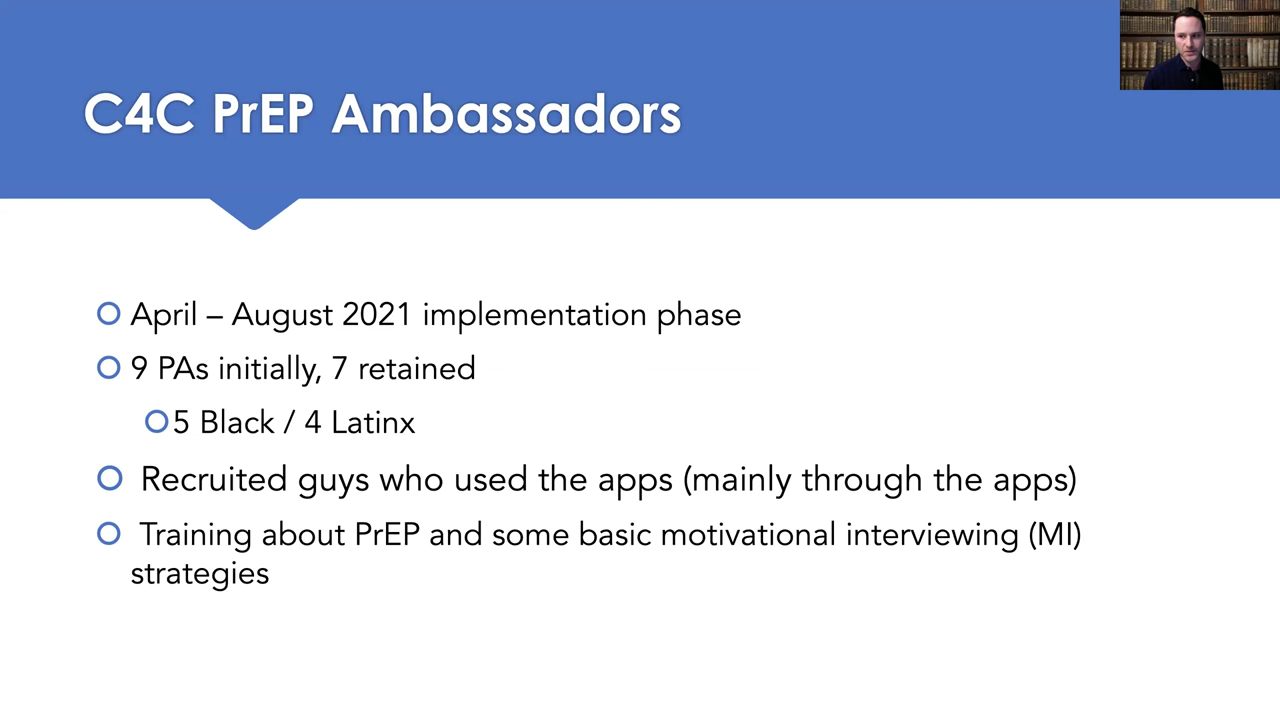 C4C PrEP Ambassadors
April – August 2021 implementation phase
9 PAs initially, 7 retained
5 Black / 4 Latinx
Recruited guys who used the apps (mainly through the apps)
Training about PrEP and some basic motivational interviewing (MI)
strategies